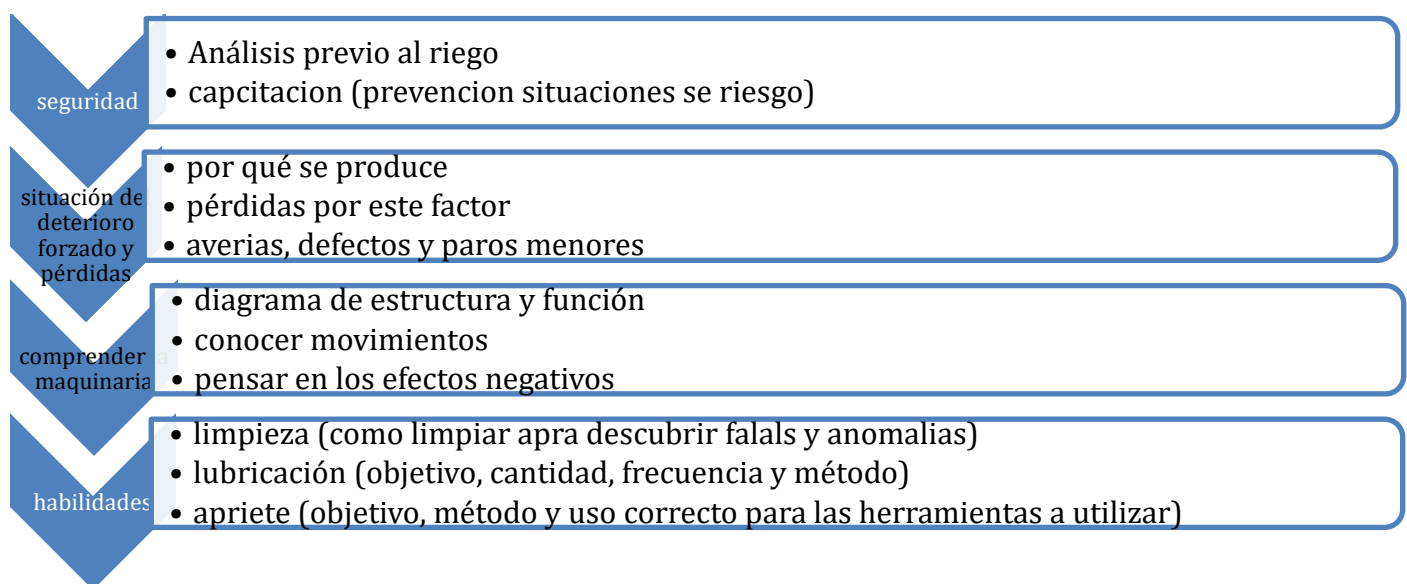 seguridad
• Análisis previo al riego
• capcitacion (prevencion situaciones se riesgo)
situación de
deterioro
forzado y
pérdidas
• por qué se produce
• pérdidas por este factor
• averias, defectos y paros menores
comprender la
maquinaria
• diagrama de estructura y función
• conocer movimientos
• pensar en los efectos negativos
habilidades
• limpieza (como limpiar apra descubrir falals y anomalias)
• lubricación (objetivo, cantidad, frecuencia y método)
• apriete (objetivo, método y uso correcto para las herramientas a utilizar)